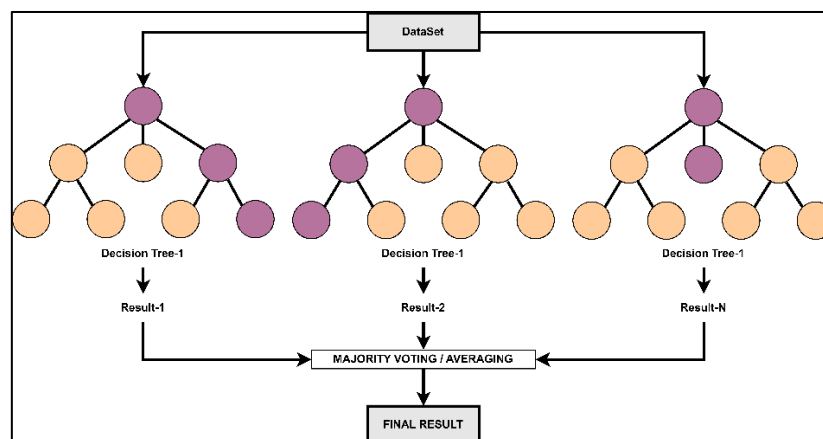 DataSet
Decision Tree-1
Decision Tree-1
Decision Tree-1
Result-1
Result-2
Result-N
MAJORITY VOTING / AVERAGING
FINAL RESULT